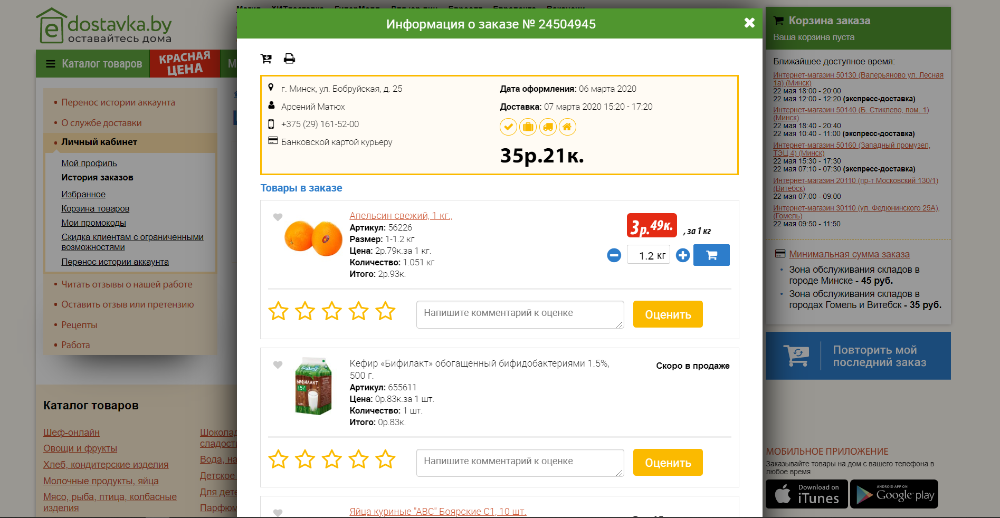 Магия ХИТдоставка ГиперМолл Для юр.лиц Евроопт Европочта Вакансии
e dostavka.by
оставайтесь дома
Каталог товаров
КРАСНАЯ
ЦЕНА
М
Перенос истории аккаунта
О службе доставки
Личный кабинет
Мой профиль
История заказов
Избранное
Корзина товаров
Мои промокоды
Скидка клиентам с ограниченными
возможностями
Перенос истории аккаунта
Читать отзывы о нашей работе
Оставить отзыв или претензию
Рецепты
Работа
Каталог товаров
Шеф-онлайн
Овощи и фрукты
Хлеб, кондитерские изделия
Молочные продукты, яйца
Мясо, рыба, птица, колбасные
изделия
Шоколад
сладости
Вода, на
Детское
Для дете
Парфюм
Информация о заказе № 24504945
г. Минск, ул. Бобруйская, д. 25
Арсений Матюх
+375 (29) 161-52-00
Банковской картой курьеру
Дата оформления: 06 марта 2020
Доставка: 07 марта 2020 15:20 - 17:20
35р.21к.
Товары в заказе
Апельсин свежий, 1 кг.,
Артикул: 56226
Размер: 1-1.2 кг
Цена: 2р.79к.за 1 кг.
Количество: 1.051 кг
Итого: 2р.93к.
3р.49к. , за 1 кг
1.2 кг
Напишите комментарий к оценке
Оценить
БИФИЛАКТ
1,5%
Кефир «Бифилакт» обогащенный бифидобактериями 1.5%,
500 г.
Артикул: 655611
Цена: 0р.83к.за 1 шт.
Количество: 1 шт.
Итого: 0р.83к.
Скоро в продаже
Напишите комментарий к оценке
Оценить
Яйца куриные "АВС" Боярские С1, 10 шт.
Корзина заказа
Ваша корзина пуста
Ближайшее доступное время:
Интернет-магазин 50130 (Валерьяново ул. Лесная
1а) (Минск)
22 мая 18:00 - 20:00
22 мая 12:00 - 12:20 (экспресс-доставка)
Интернет-магазин 50140 (Б. Стиклево, пом. 1)
(Минск)
22 мая 18:40 - 20:40
22 мая 10:40 - 11:00 (экспресс-доставка)
Интернет-магазин 50160 (Западный промузел,
ТЭЦ 4) (Минск)
22 мая 15:30 - 17:30
22 мая 07:10 - 07:30 (экспресс-доставка)
Интернет-магазин 20110 (пр-т Московский 130/1)
(Витебск)
22 мая 07:00 - 09:00
Интернет-магазин 30110 (ул. Федюнинского 25А),
(Гомель)
22 мая 09:50 - 11:50
Минимальная сумма заказа
Зона обслуживания складов в
городе Минске - 45 руб.
Зона обслуживания складов в
городах Гомель и Витебск - 35 руб.
Повторить мой
последний заказ
МОБИЛЬНОЕ ПРИЛОЖЕНИЕ
Заказывайте товары на дом с вашего телефона в
любое время
Download on
iTunes
ANDROID APP ON
Google play